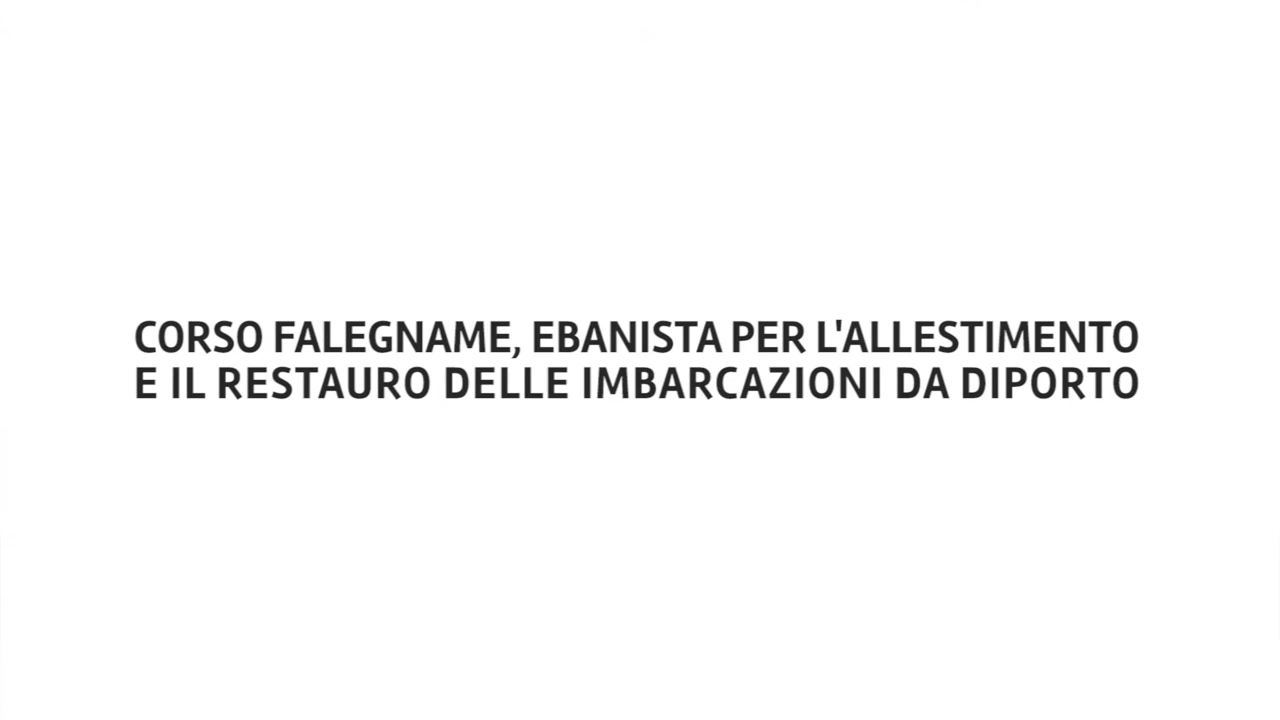 CORSO FALEGNAME, EBANISTA PER L'ALLESTIMENTO
E IL RESTAURO DELLE IMBARCAZIONI DA DIPORTO